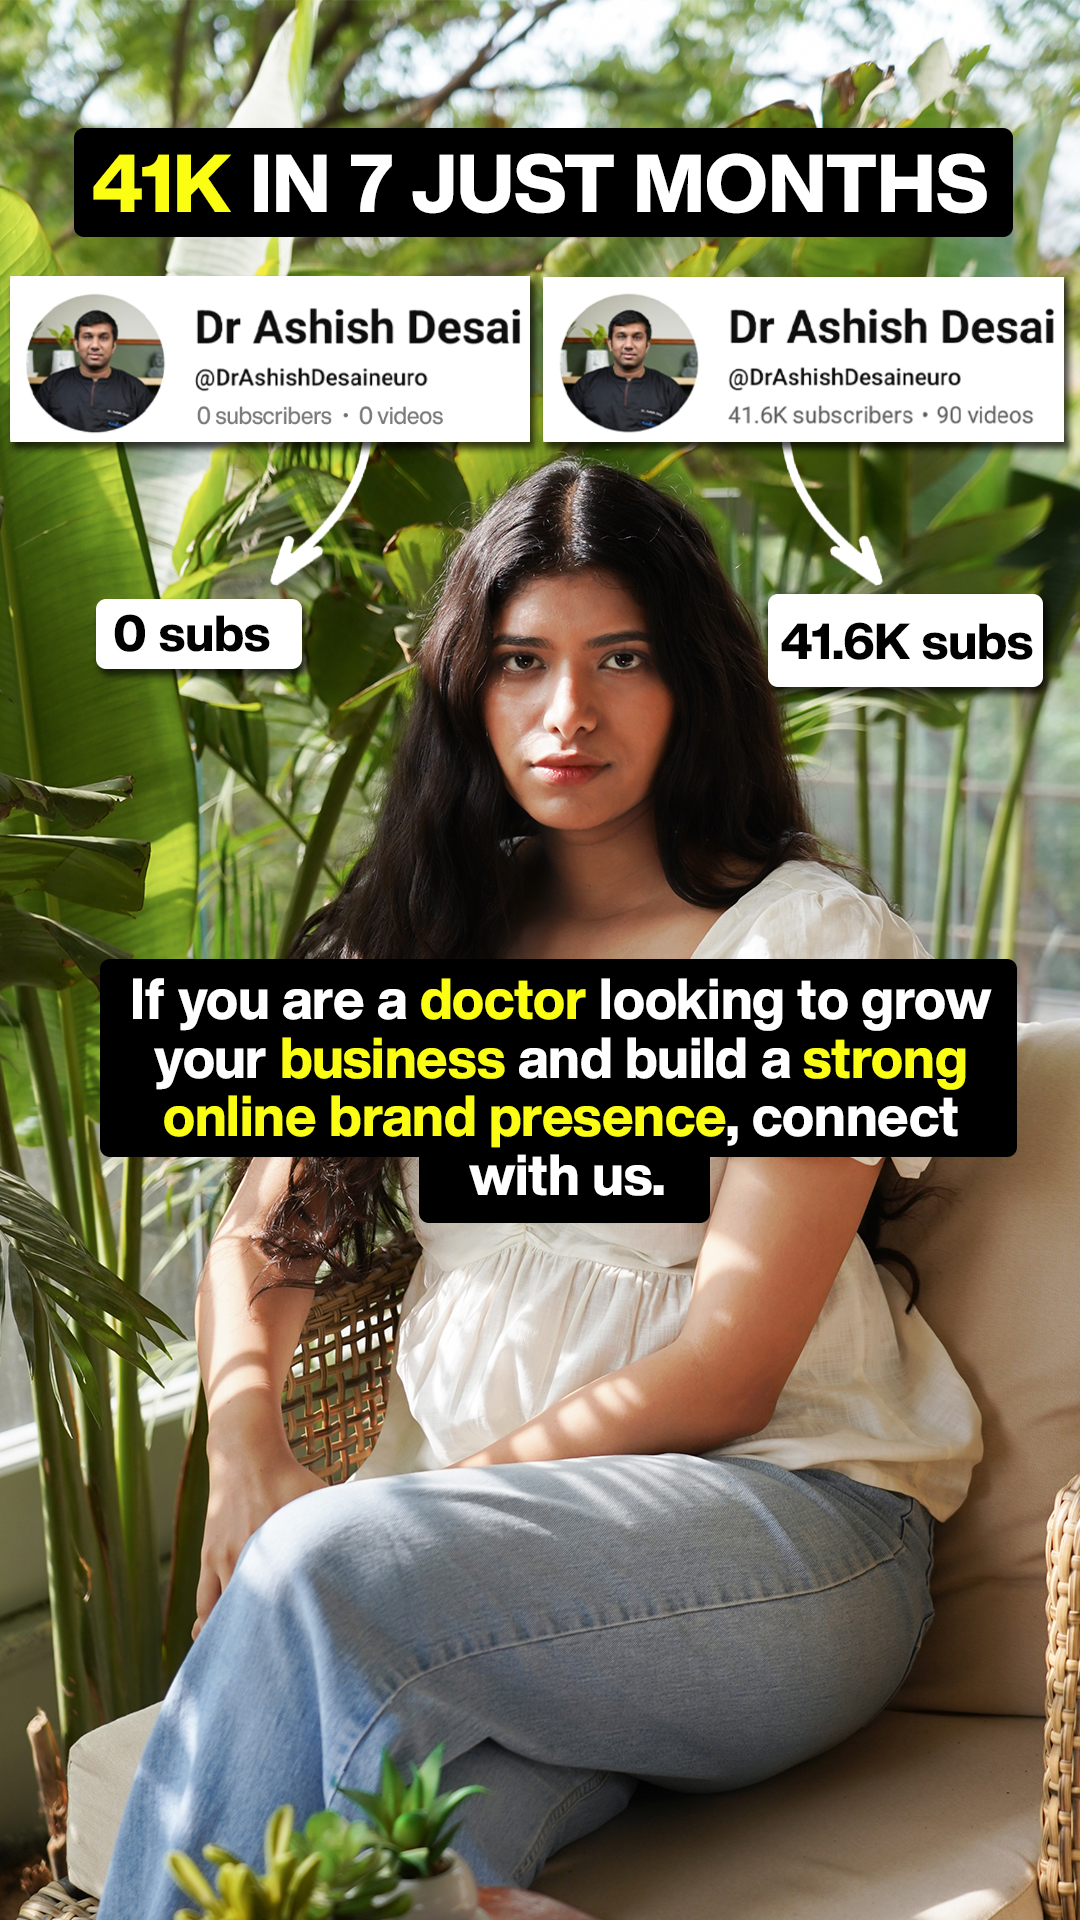 41K IN 7 JUST MONTHS
Dr Ashish Desai
@DrAshishDesaineuro
0 subscribers • 0 videos
Dr Ashish Desai
@DrAshishDesaineuro
41.6K subscribers • 90 videos
0 subs
41.6K subs
If you are a doctor looking to grow
your business and build a strong
online brand presence, connect
with us.